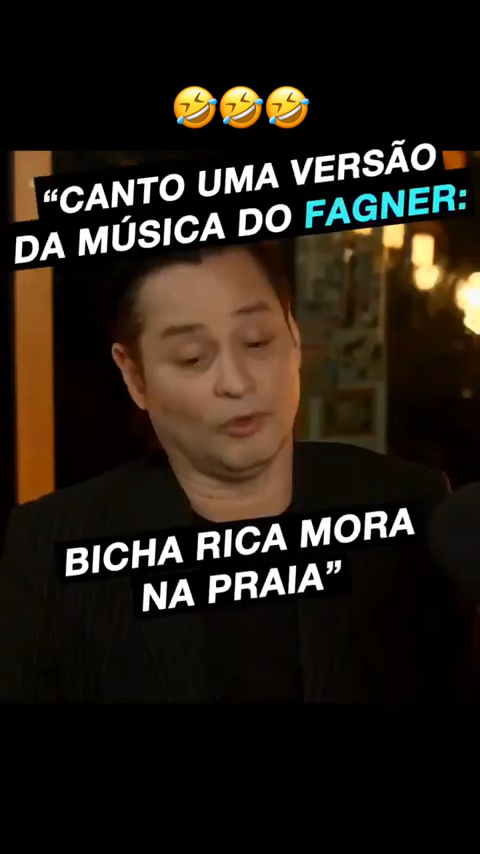 “CANTO UMA VERSÃO
DA MÚSICA DO FAGNER:
BICHA RICA MORA
NA PRAIA”